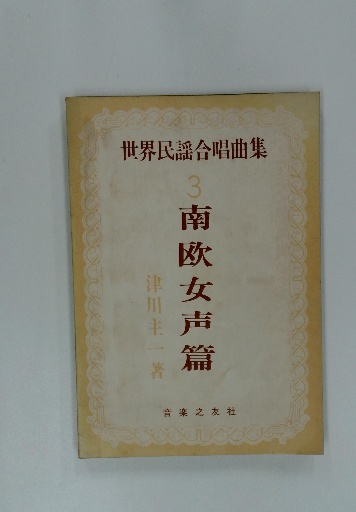 世界民謡合唱曲集
3
南欧女声篇
津川主一著
音楽之友社